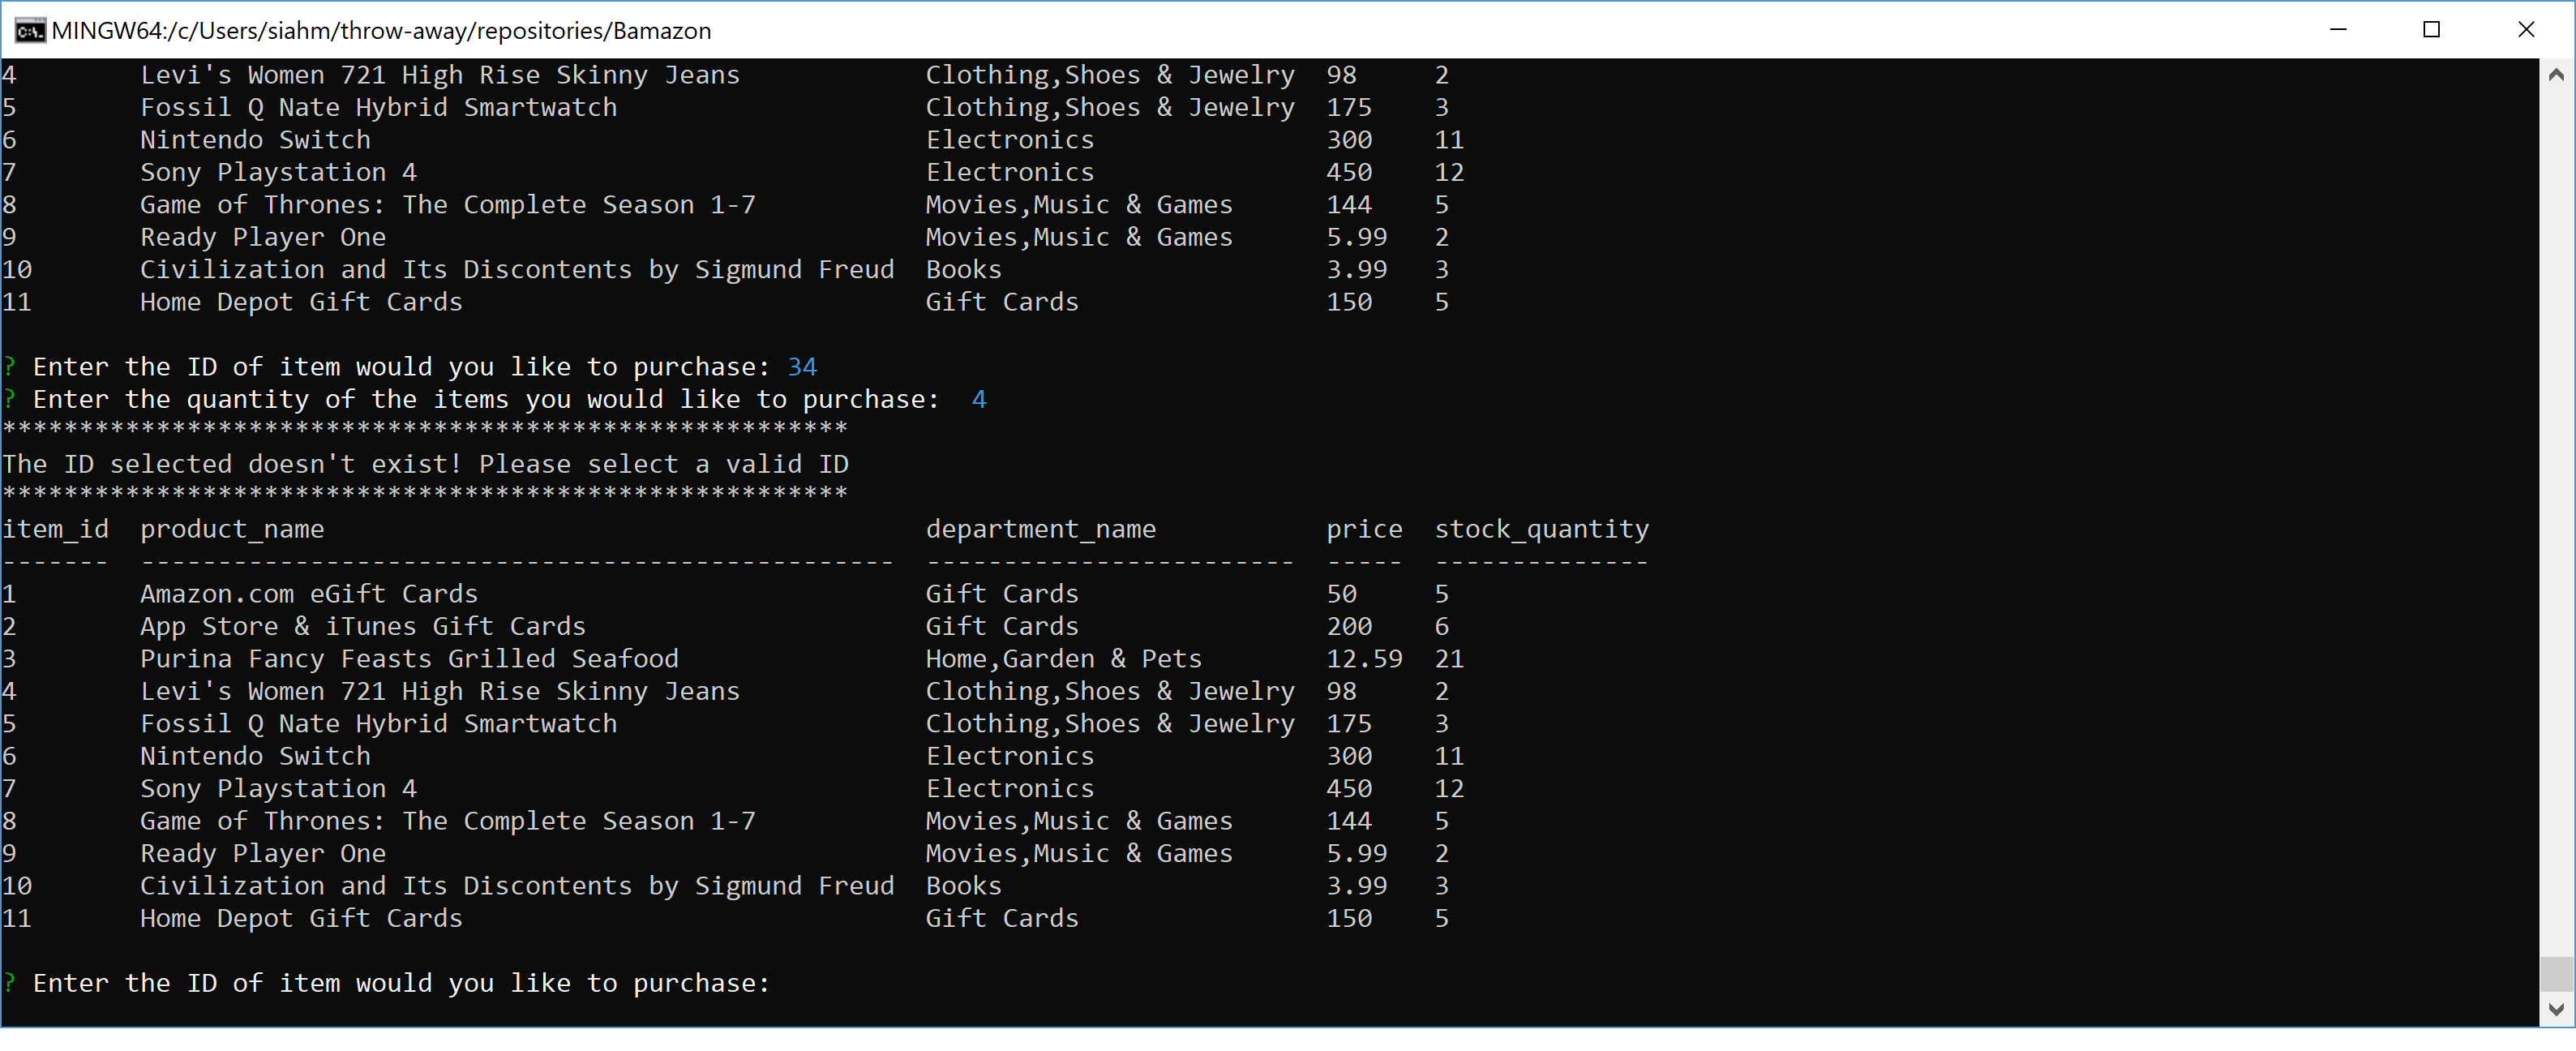 MINGW64:/c/Users/siahm/throw-away/repositories/Bamazon
4        Levi's Women 721 High Rise Skinny Jeans            Clothing,Shoes & Jewelry  98     2
5        Fossil Q Nate Hybrid Smartwatch                    Clothing,Shoes & Jewelry  175    3
6        Nintendo Switch                                    Electronics               300    11
7        Sony Playstation 4                                 Electronics               450    12
8        Game of Thrones: The Complete Season 1-7           Movies,Music & Games      144    5
9        Ready Player One                                   Movies,Music & Games      5.99   2
10       Civilization and Its Discontents by Sigmund Freud  Books                     3.99   3
11       Home Depot Gift Cards                              Gift Cards                150    5
? Enter the ID of item would you like to purchase: 34
? Enter the quantity of the items you would like to purchase:  4
*******************************************************
The ID selected doesn't exist! Please select a valid ID
*******************************************************
item_id  product_name                                       department_name           price  stock_quantity
-------  -------------------------------------------------  ------------------------  -----  --------------
1        Amazon.com eGift Cards                             Gift Cards                50     5
2        App Store & iTunes Gift Cards                      Gift Cards                200    6
3        Purina Fancy Feasts Grilled Seafood                Home,Garden & Pets        12.59  21
4        Levi's Women 721 High Rise Skinny Jeans            Clothing,Shoes & Jewelry  98     2
5        Fossil Q Nate Hybrid Smartwatch                    Clothing,Shoes & Jewelry  175    3
6        Nintendo Switch                                    Electronics               300    11
7        Sony Playstation 4                                 Electronics               450    12
8        Game of Thrones: The Complete Season 1-7           Movies,Music & Games      144    5
9        Ready Player One                                   Movies,Music & Games      5.99   2
10       Civilization and Its Discontents by Sigmund Freud  Books                     3.99   3
11       Home Depot Gift Cards                              Gift Cards                150    5
? Enter the ID of item would you like to purchase: